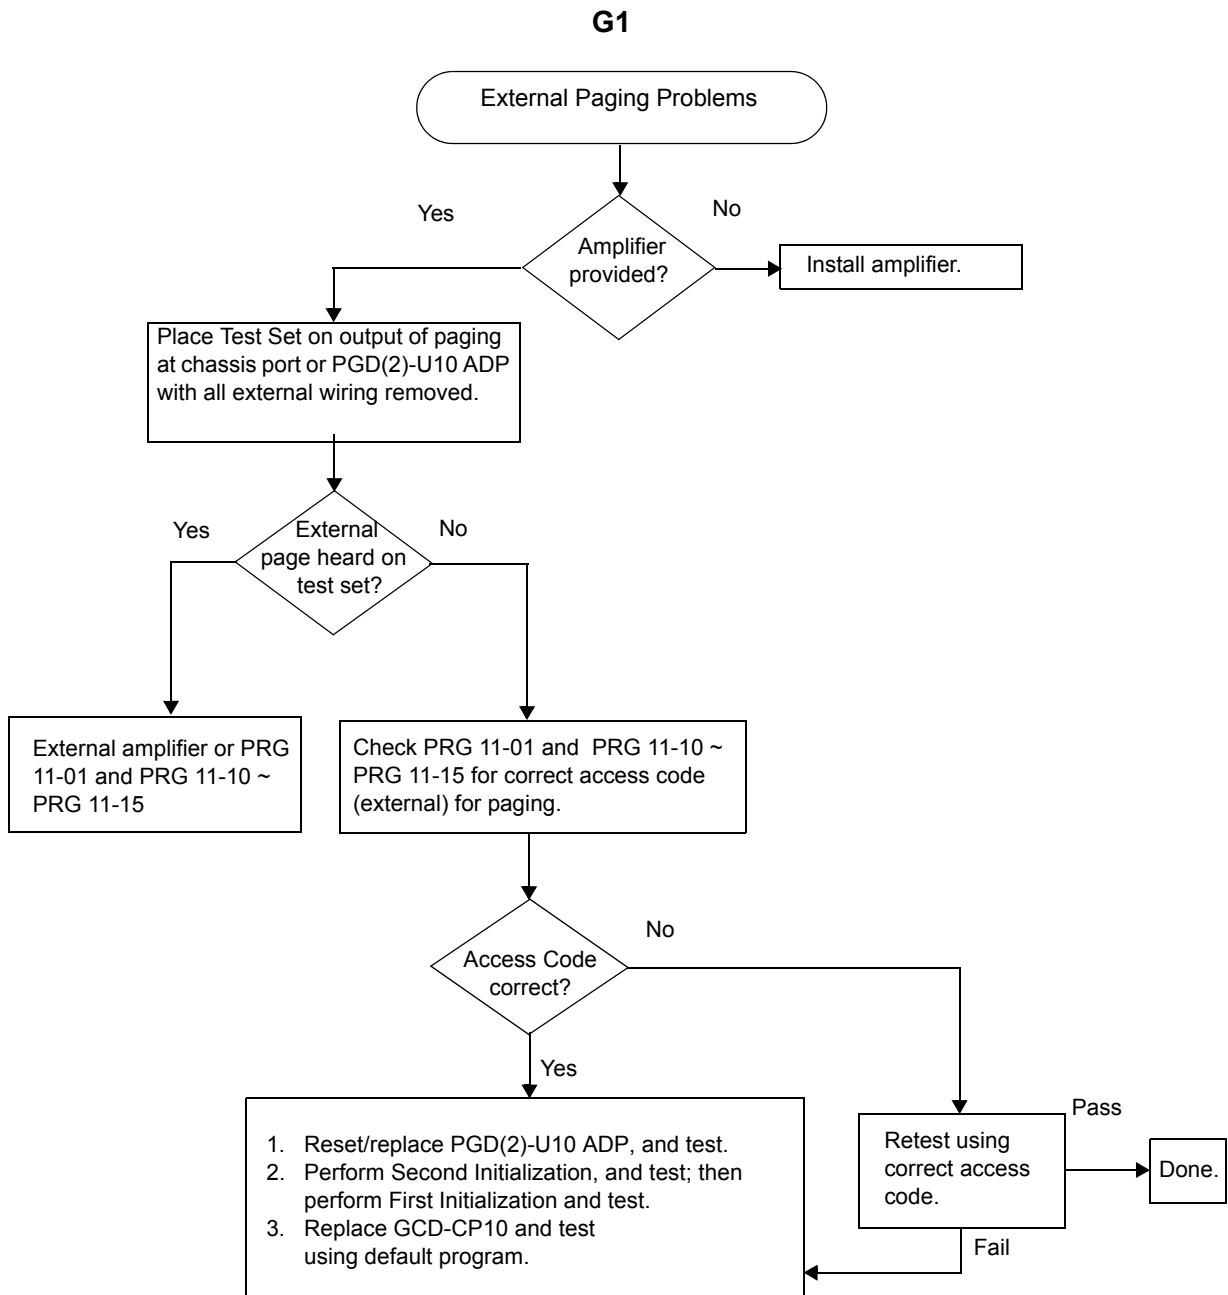 G1
External Paging Problems
Yes
No
Amplifier
provided?
Install amplifier.
Place Test Set on output of paging
at chassis port or PGD(2)-U10 ADP
with all external wiring removed.
Yes
External
page heard on
test set?
No
External amplifier or PRG
11-01 and PRG 11-10 ~
PRG 11-15
Check PRG 11-01 and PRG 11-10 ~
PRG 11-15 for correct access code
(external) for paging.
Access Code
correct?
No
Yes
1. Reset/replace PGD(2)-U10 ADP, and test.
2. Perform Second Initialization, and test; then
perform First Initialization and test.
3. Replace GCD-CP10 and test
using default program.
Retest using
correct access
code.
Pass
Done.
Fail